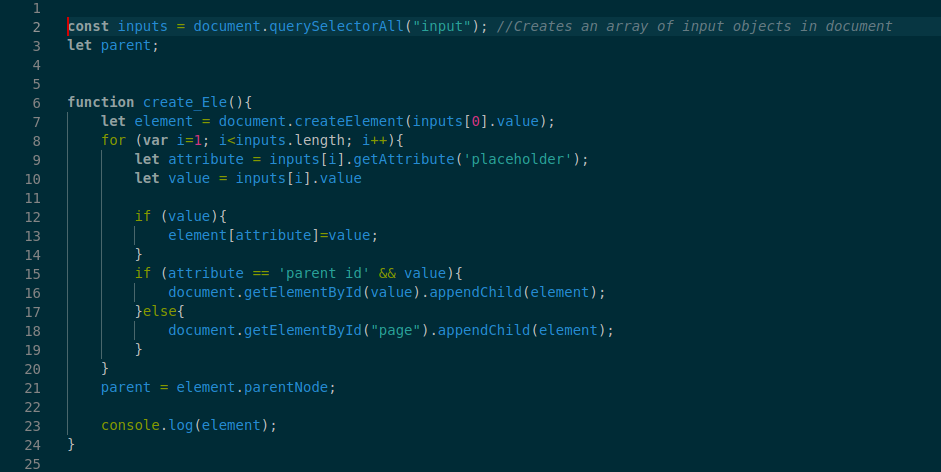 1
2 const inputs = document.querySelectorAll("input"); //Creates an array of input objects in document
3 let parent;
4
5
6 function create_Ele(){
7     let element = document.createElement(inputs[0].value);
8     for (var i=1; i<inputs.length; i++){
9         let attribute = inputs[i].getAttribute('placeholder');
10         let value = inputs[i].value
11
12         if (value){
13             element[attribute]=value;
14         }
15         if (attribute == 'parent id' && value){
16             document.getElementById(value).appendChild(element);
17         }else{
18             document.getElementById("page").appendChild(element);
19         }
20     }
21     parent = element.parentNode;
22
23     console.log(element);
24 }
25